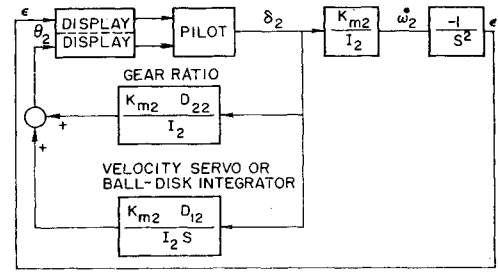 ϵ
θ2
DISPLAY
DISPLAY
PILOT
δ2
Km2
I2
ω̇2
-1
S²
ϵ
GEAR RATIO
Km2 D22
I2
+
+
VELOCITY SERVO OR
BALL-DISK INTEGRATOR
Km2 D12
I2 S